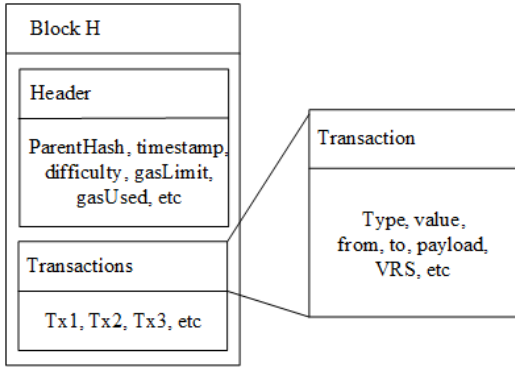 Block H
Header
ParentHash, timestamp,
difficulty, gasLimit,
gasUsed, etc
Transactions
Tx1, Tx2, Tx3, etc
Transaction
Type, value,
from, to, payload,
VRS, etc